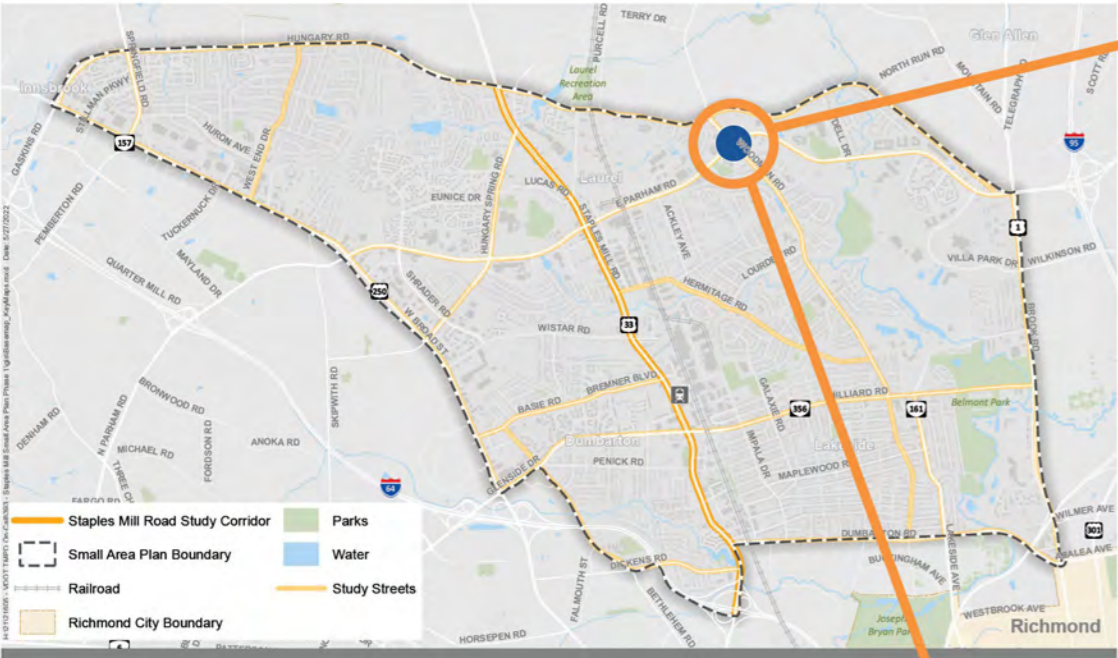 TERRY DR
Glen Allen
SPRINGFIELD RD
HUNGARY RD
PURCELL RD
NORTH RUN RD
MOUNTAIN RD
TELEGRAPH RD
SCOTT RD
Innsbrook
STILLMAN PKWY
Laurel
Recreation
Area
95
GASKINS RD
157
HURON AVE
WEST END DR
WOODMAN RD
LUCAS RD
Laurel
E PARHAM RD
EUNICE DR
HUNGARY SPRING RD
STAPLES MILL RD
ACKLEY AVE
PEMBERTON RD
TUCKERNUCK DR
1
MAYLAND DR
LOURDES RD
VILLA PARK DR
WILKINSON RD
QUARTER MILL RD
SHRADER RD
HERMITAGE RD
250
W BROAD ST
WISTAR RD
33
BROOK RD
SKIPWITH RD
BREMNER BLVD
GALAXIE RD
HILLIARD RD
BRONWOOD RD
BASIE RD
356
161
Belmont Park
DENHAM RD
N PARHAM RD
FORDSON RD
MICHAEL RD
ANOKA RD
Dumbarton
IMPALA DR
Lakeside
PENICK RD
MAPLEWOOD RD
GLENSIDE DR
64
FARGO RD
WILMER AVE
301
DUMBARTON RD
AZALEA AVE
BUCKINGHAM AVE
LAKESIDE AVE
DICKENS RD
FALMOUTH ST
BETHLEHEM RD
WESTBROOK AVE
Joseph
Bryan Park
Richmond
HORSEPEN RD
Staples Mill Road Study Corridor
Parks
Small Area Plan Boundary
Water
Railroad
Study Streets
Richmond City Boundary